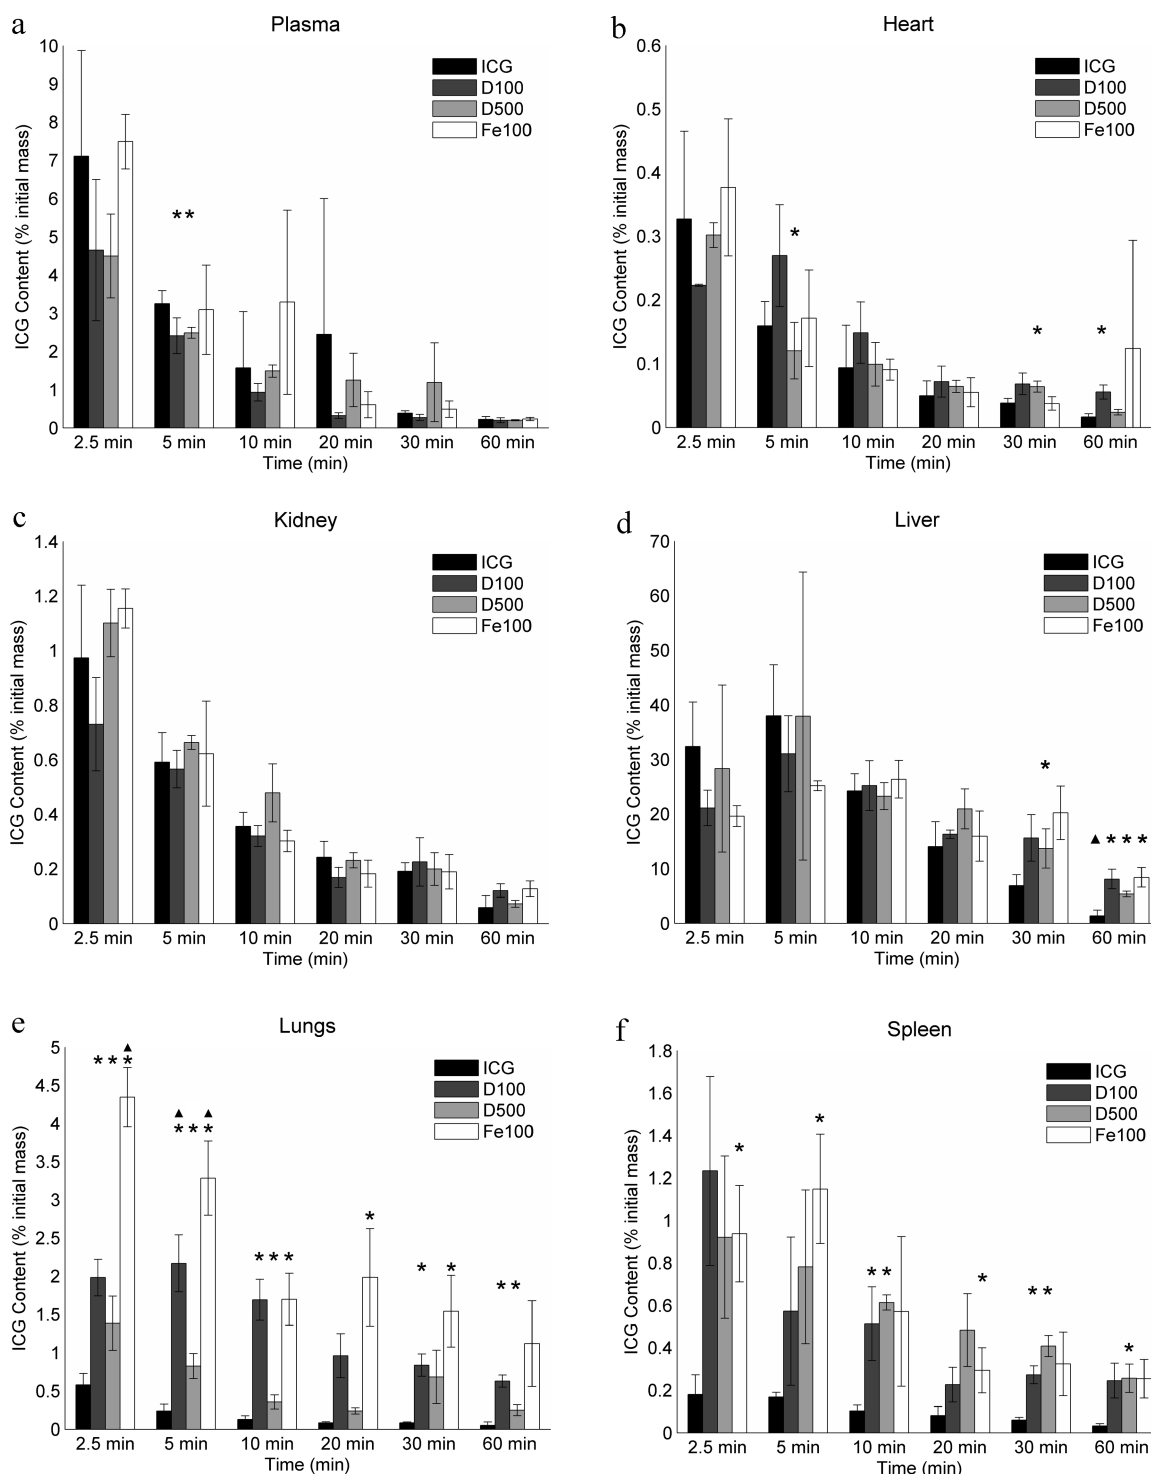 a
Plasma
ICG Content (% initial mass)
10
9
8
7
6
5
4
3
2
1
0
ICG
D100
D500
Fe100
**
2.5 min 5 min 10 min 20 min 30 min 60 min
Time (min)
b
Heart
ICG Content (% initial mass)
0.6
0.5
0.4
0.3
0.2
0.1
0
ICG
D100
D500
Fe100
*
* *
2.5 min 5 min 10 min 20 min 30 min 60 min
Time (min)
c
Kidney
ICG Content (% initial mass)
1.4
1.2
1
0.8
0.6
0.4
0.2
0
ICG
D100
D500
Fe100
2.5 min 5 min 10 min 20 min 30 min 60 min
Time (min)
d
Liver
ICG Content (% initial mass)
70
60
50
40
30
20
10
0
ICG
D100
D500
Fe100
*
▲ * * *
2.5 min 5 min 10 min 20 min 30 min 60 min
Time (min)
e
Lungs
ICG Content (% initial mass)
5
4.5
4
3.5
3
2.5
2
1.5
1
0.5
0
ICG
D100
D500
Fe100
▲
* * *
▲ ▲
* * *
* * *
*
* *
* *
2.5 min 5 min 10 min 20 min 30 min 60 min
Time (min)
f
Spleen
ICG Content (% initial mass)
1.8
1.6
1.4
1.2
1
0.8
0.6
0.4
0.2
0
ICG
D100
D500
Fe100
*
*
* *
*
* *
*
2.5 min 5 min 10 min 20 min 30 min 60 min
Time (min)